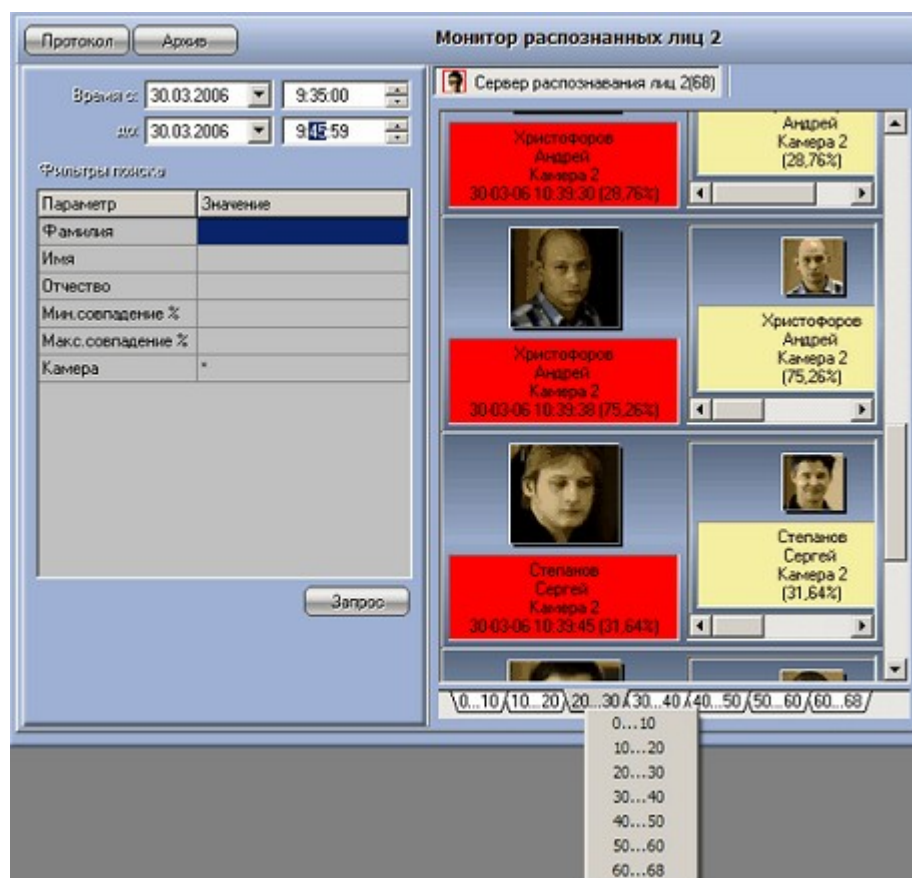 Протокол
Архив
Монитор распознанных лиц 2
Время с: 30.03.2006 9:35:00
до: 30.03.2006 9:45:59
Фильтры поиска
Параметр Значение
Фамилия
Имя
Отчество
Мин.совпадение %
Макс.совпадение %
Камера *
Запрос
Сервер распознавания лиц 2(68)
Христофоров
Андрей
Камера 2
30-03-06 10:39:30 (28,76%)
Андрей
Камера 2
(28,76%)
Христофоров
Андрей
Камера 2
30-03-06 10:39:38 (75,26%)
Христофоров
Андрей
Камера 2
(75,26%)
Степанов
Сергей
Камера 2
30-03-06 10:39:45 (31,64%)
Степанов
Сергей
Камера 2
(31,64%)
0...10 10...20 20...30 30...40 40...50 50...60 60...68
0...10
10...20
20...30
30...40
40...50
50...60
60...68